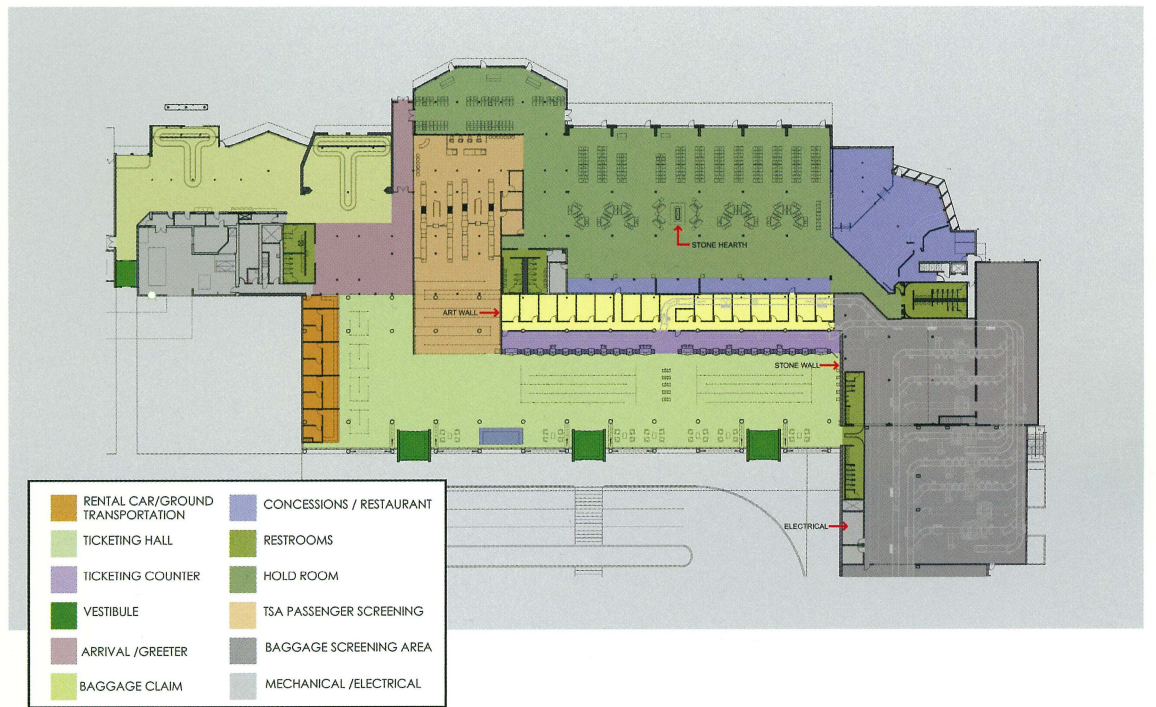 STONE HEARTH
ART WALL
STONE WALL
ELECTRICAL
RENTAL CAR/GROUND
TRANSPORTATION
TICKETING HALL
TICKETING COUNTER
VESTIBULE
ARRIVAL /GREETER
BAGGAGE CLAIM
CONCESSIONS / RESTAURANT
RESTROOMS
HOLD ROOM
TSA PASSENGER SCREENING
BAGGAGE SCREENING AREA
MECHANICAL /ELECTRICAL